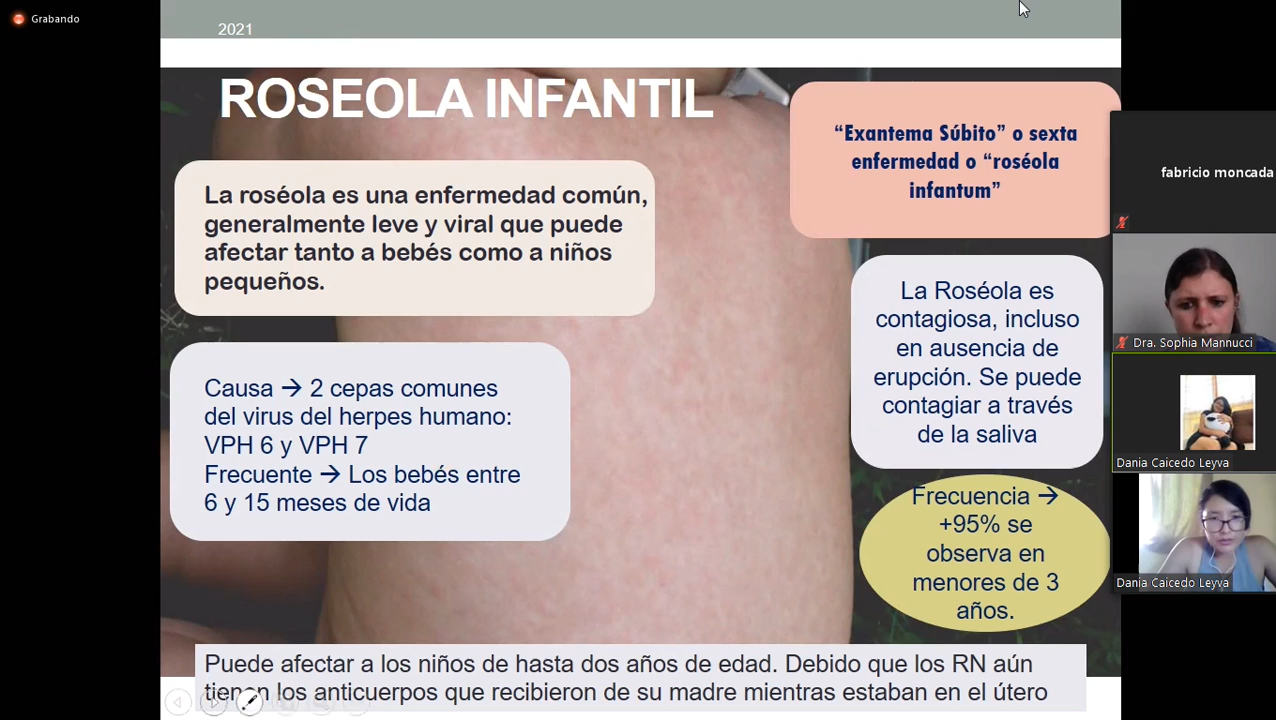 Grabando
2021
ROSEOLA INFANTIL
“Exantema Súbito” o sexta
enfermedad o “roséola
infantum”
La roséola es una enfermedad común,
generalmente leve y viral que puede
afectar tanto a bebés como a niños
pequeños.
La Roséola es
contagiosa, incluso
en ausencia de
erupción. Se puede
contagiar a través
de la saliva
Causa → 2 cepas comunes
del virus del herpes humano:
VPH 6 y VPH 7
Frecuente → Los bebés entre
6 y 15 meses de vida
Frecuencia →
+95% se
observa en
menores de 3
años.
Puede afectar a los niños de hasta dos años de edad. Debido que los RN aún
tienen los anticuerpos que recibieron de su madre mientras estaban en el útero
fabricio moncada
Dra. Sophia Mannucci
Dania Caicedo Leyva
Dania Caicedo Leyva